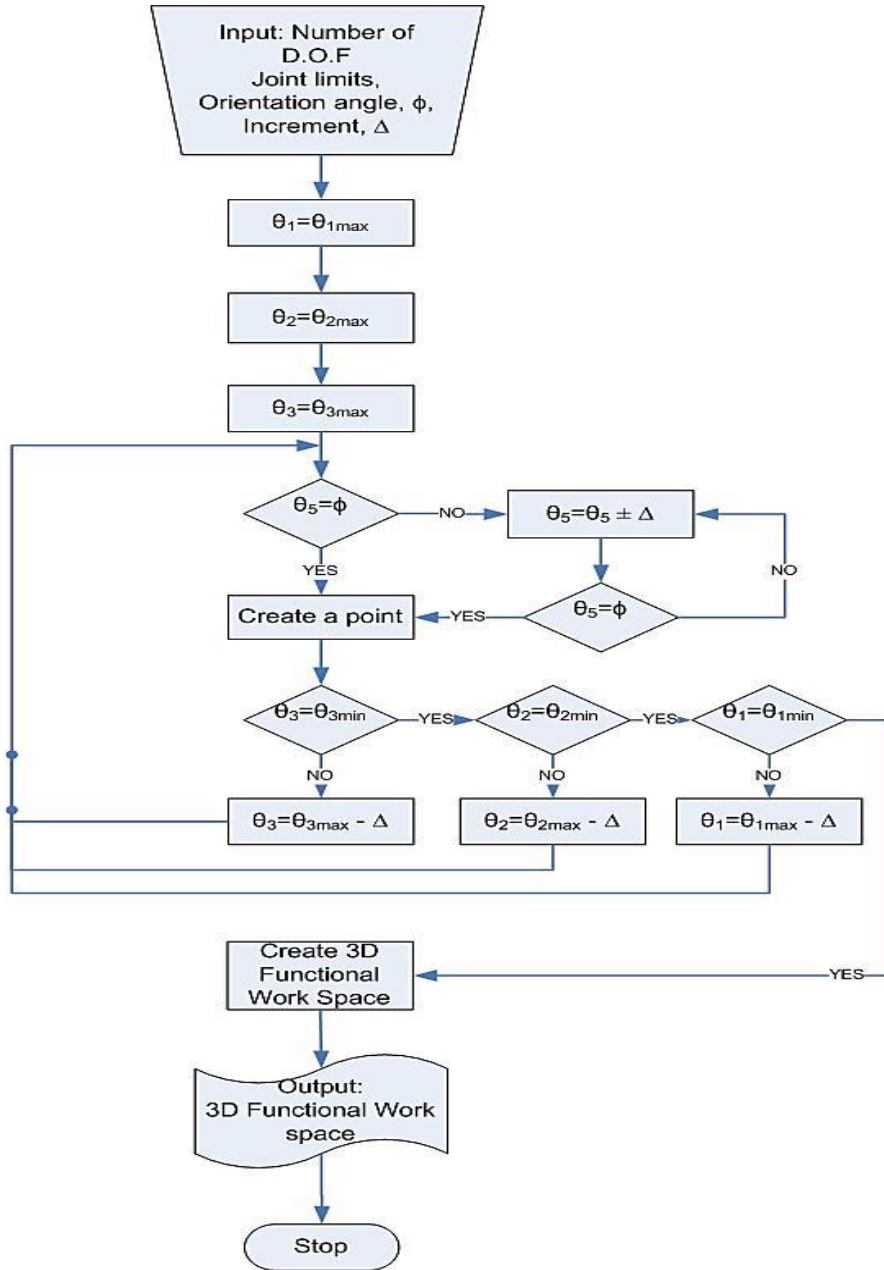 Input: Number of
D.O.F
Joint limits,
Orientation angle, ϕ,
Increment, Δ
θ₁=θ₁max
θ₂=θ₂max
θ₃=θ₃max
θ₅=ϕ
NO
θ₅=θ₅ ± Δ
YES
NO
Create a point
YES
θ₅=ϕ
θ₃=θ₃min
YES
θ₂=θ₂min
YES
θ₁=θ₁min
NO
NO
NO
θ₃=θ₃max - Δ
θ₂=θ₂max - Δ
θ₁=θ₁max - Δ
Create 3D
Functional
Work Space
YES
Output:
3D Functional Work
space
Stop